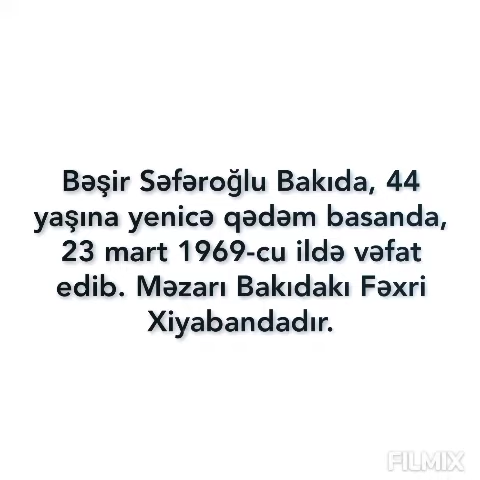 Bəşir Səfəroğlu Bakıda, 44
yaşına yenicə qədəm basanda,
23 mart 1969-cu ildə vəfat
edib. Məzarı Bakıdakı Fəxri
Xiyabandadır.
FILMIX